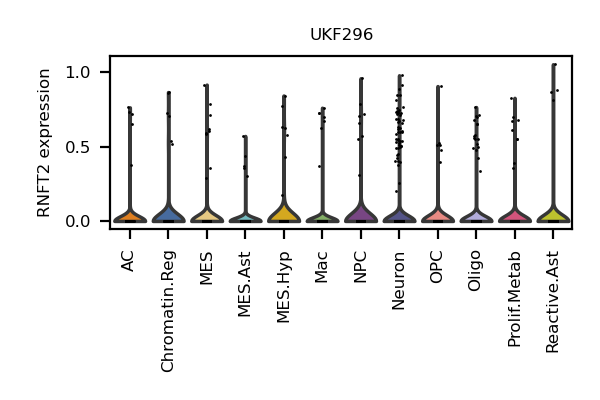 UKF296
RNFT2 expression
1.0
0.5
0.0
AC
Chromatin.Reg
MES
MES.Ast
MES.Hyp
Mac
NPC
Neuron
OPC
Oligo
Prolif.Metab
Reactive.Ast